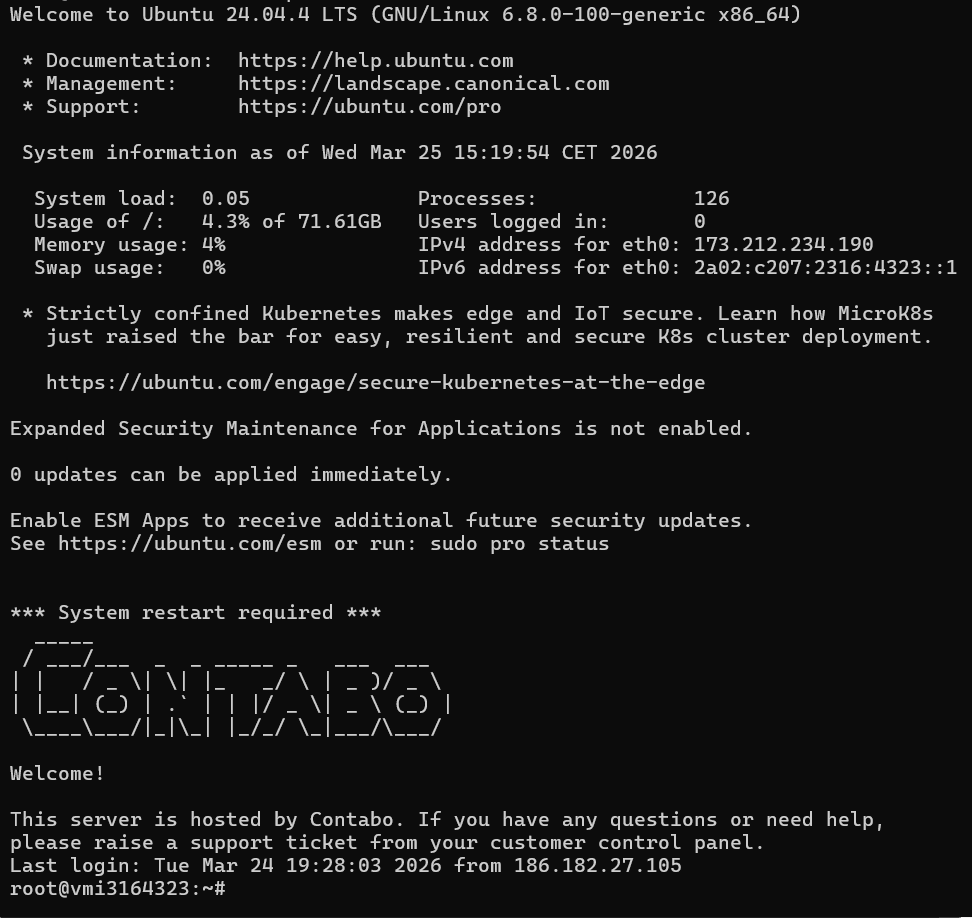 Welcome to Ubuntu 24.04.4 LTS (GNU/Linux 6.8.0-100-generic x86_64)

 * Documentation:  https://help.ubuntu.com
 * Management:     https://landscape.canonical.com
 * Support:        https://ubuntu.com/pro

 System information as of Wed Mar 25 15:19:54 CET 2026

  System load:  0.05              Processes:             126
  Usage of /:   4.3% of 71.61GB   Users logged in:       0
  Memory usage: 4%                IPv4 address for eth0: 173.212.234.190
  Swap usage:   0%                IPv6 address for eth0: 2a02:c207:2316:4323::1

 * Strictly confined Kubernetes makes edge and IoT secure. Learn how MicroK8s
   just raised the bar for easy, resilient and secure K8s cluster deployment.

   https://ubuntu.com/engage/secure-kubernetes-at-the-edge

Expanded Security Maintenance for Applications is not enabled.

0 updates can be applied immediately.

Enable ESM Apps to receive additional future security updates.
See https://ubuntu.com/esm or run: sudo pro status


*** System restart required ***
  _____
 / ___/___  _  _ _____ _   ___  ___
| |   / _ \| \| |_   _/ \ | _ )/ _ \
| |__| (_) | .` | | |/ _ \| _ \ (_) |
 \____\___/|_|\_| |_/_/ \_|___/\___/

Welcome!

This server is hosted by Contabo. If you have any questions or need help,
please raise a support ticket from your customer control panel.
Last login: Tue Mar 24 19:28:03 2026 from 186.182.27.105
root@vmi3164323:~#